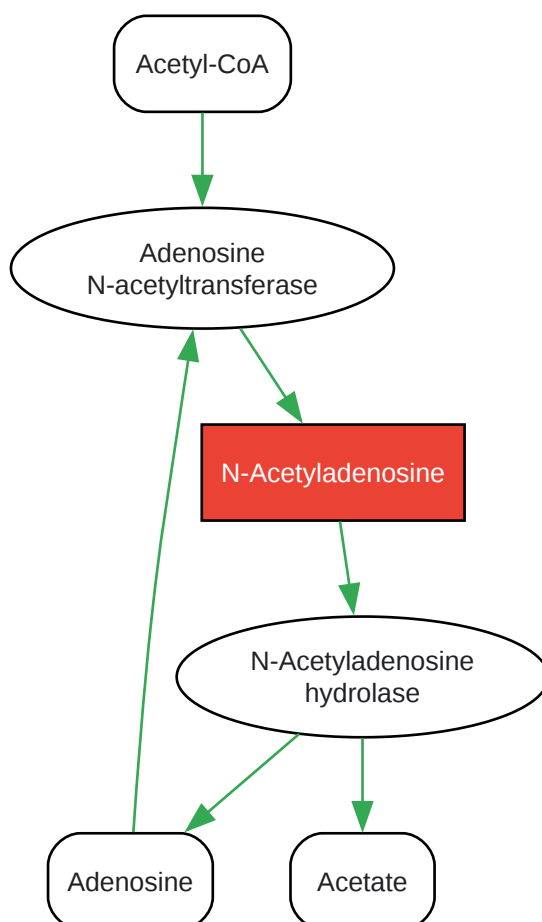 Acetyl-CoA
Adenosine
N-acetyltransferase
N-Acetyladenosine
N-Acetyladenosine
hydrolase
Adenosine
Acetate